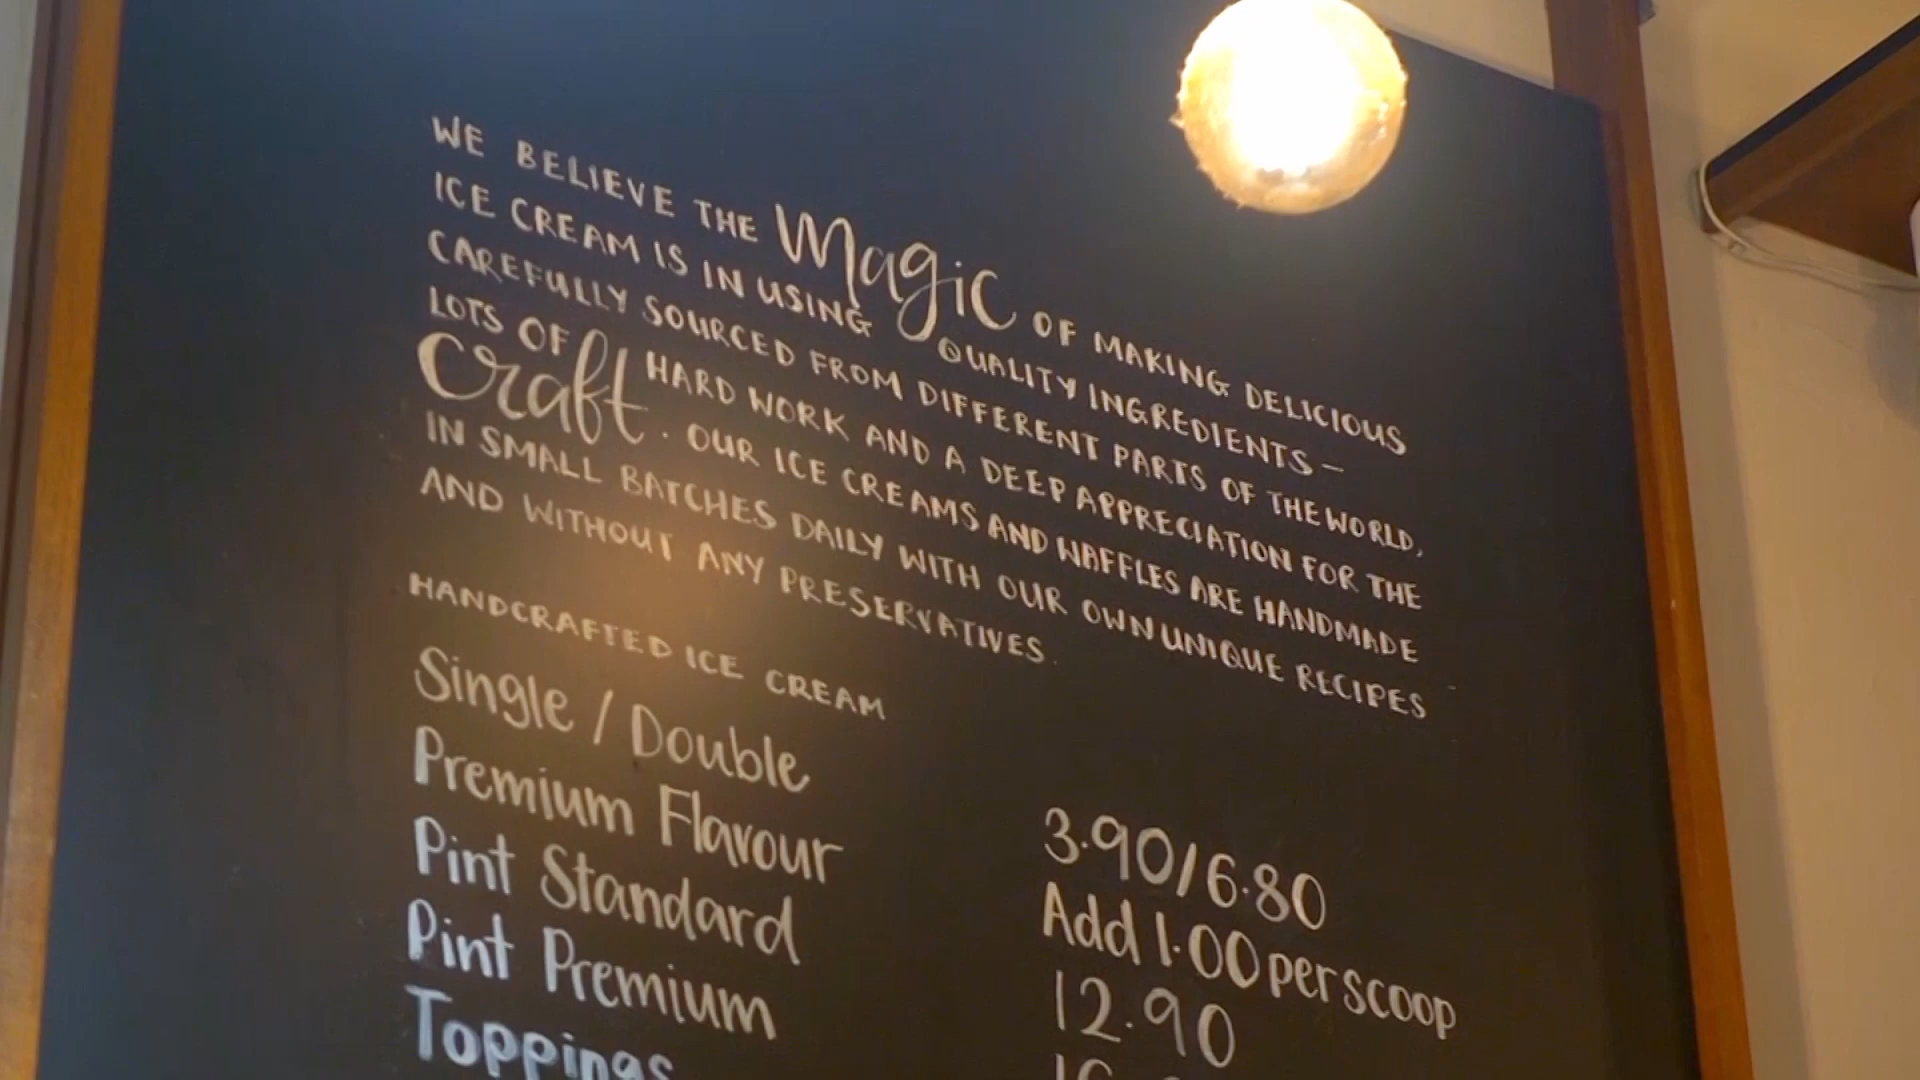 WE BELIEVE THE Magic OF MAKING DELICIOUS
ICE CREAM IS IN USING QUALITY INGREDIENTS –
CAREFULLY SOURCED FROM DIFFERENT PARTS OF THE WORLD,
LOTS OF HARD WORK AND A DEEP APPRECIATION FOR THE
Craft. OUR ICE CREAMS AND WAFFLES ARE HANDMADE
IN SMALL BATCHES DAILY WITH OUR OWN UNIQUE RECIPES
AND WITHOUT ANY PRESERVATIVES.
HANDCRAFTED ICE CREAM
Single / Double 3.90/6.80
Premium Flavour Add 1.00 per scoop
Pint Standard 12.90
Pint Premium
Toppings